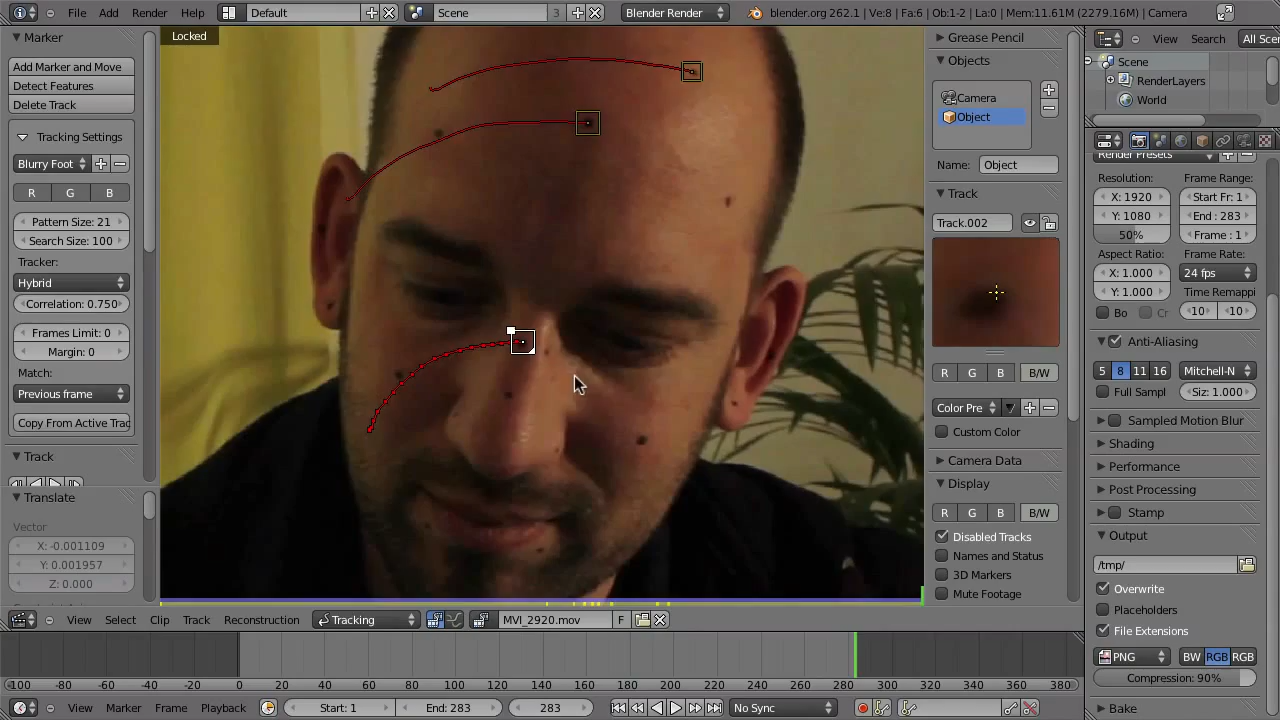 File Add Render Help Default Scene 3 Blender Render blender.org 262.1 | Ve:8 | Fa:6 | Ob:1-2 | La:0 | Mem:11.61M (2279.16M) | Camera
Marker
Add Marker and Move
Detect Features
Delete Track
Tracking Settings
Blurry Foot
R G B
Pattern Size: 21
Search Size: 100
Tracker:
Hybrid
Correlation: 0.750
Frames Limit: 0
Margin: 0
Match:
Previous frame
Copy From Active Trac
Track
Translate
Vector
X: -0.001109
Y: 0.001957
Z: 0.000
Locked
Grease Pencil
Objects
Camera
Object
Name: Object
Track
Track.002
R G B B/W
Color Pre
Custom Color
Camera Data
Display
R G B B/W
Disabled Tracks
Names and Status
3D Markers
Mute Footage
View Search All Sce
Scene
RenderLayers
World
Render Presets
Resolution: Frame Range:
X: 1920 Start Fr: 1
Y: 1080 End : 283
50% Frame : 1
Aspect Ratio: Frame Rate:
X: 1.000 24 fps
Y: 1.000 Time Remappi
Bo Cr 10 10
Anti-Aliasing
5 8 11 16 Mitchell-N
Full Sampl Siz: 1.000
Sampled Motion Blur
Shading
Performance
Post Processing
Stamp
Output
/tmp/
Overwrite
Placeholders
File Extensions
PNG BW RGB RGB
Compression: 90%
Bake
View Select Clip Track Reconstruction Tracking MVI_2920.mov F
-100 -80 -60 -40 -20 0 20 40 60 80 100 120 140 160 180 200 220 240 260 280 300 320 340 360 380
View Marker Frame Playback Start: 1 End: 283 283 No Sync